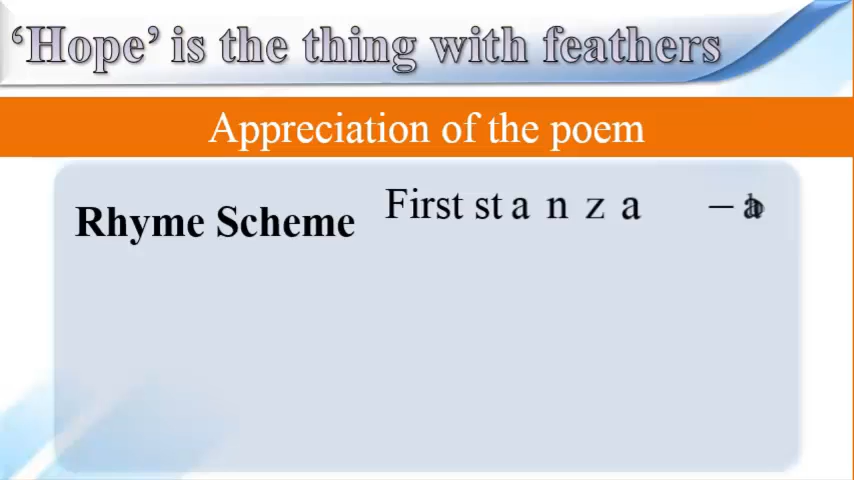 ‘Hope’ is the thing with feathers
Appreciation of the poem
Rhyme Scheme
First stanza –